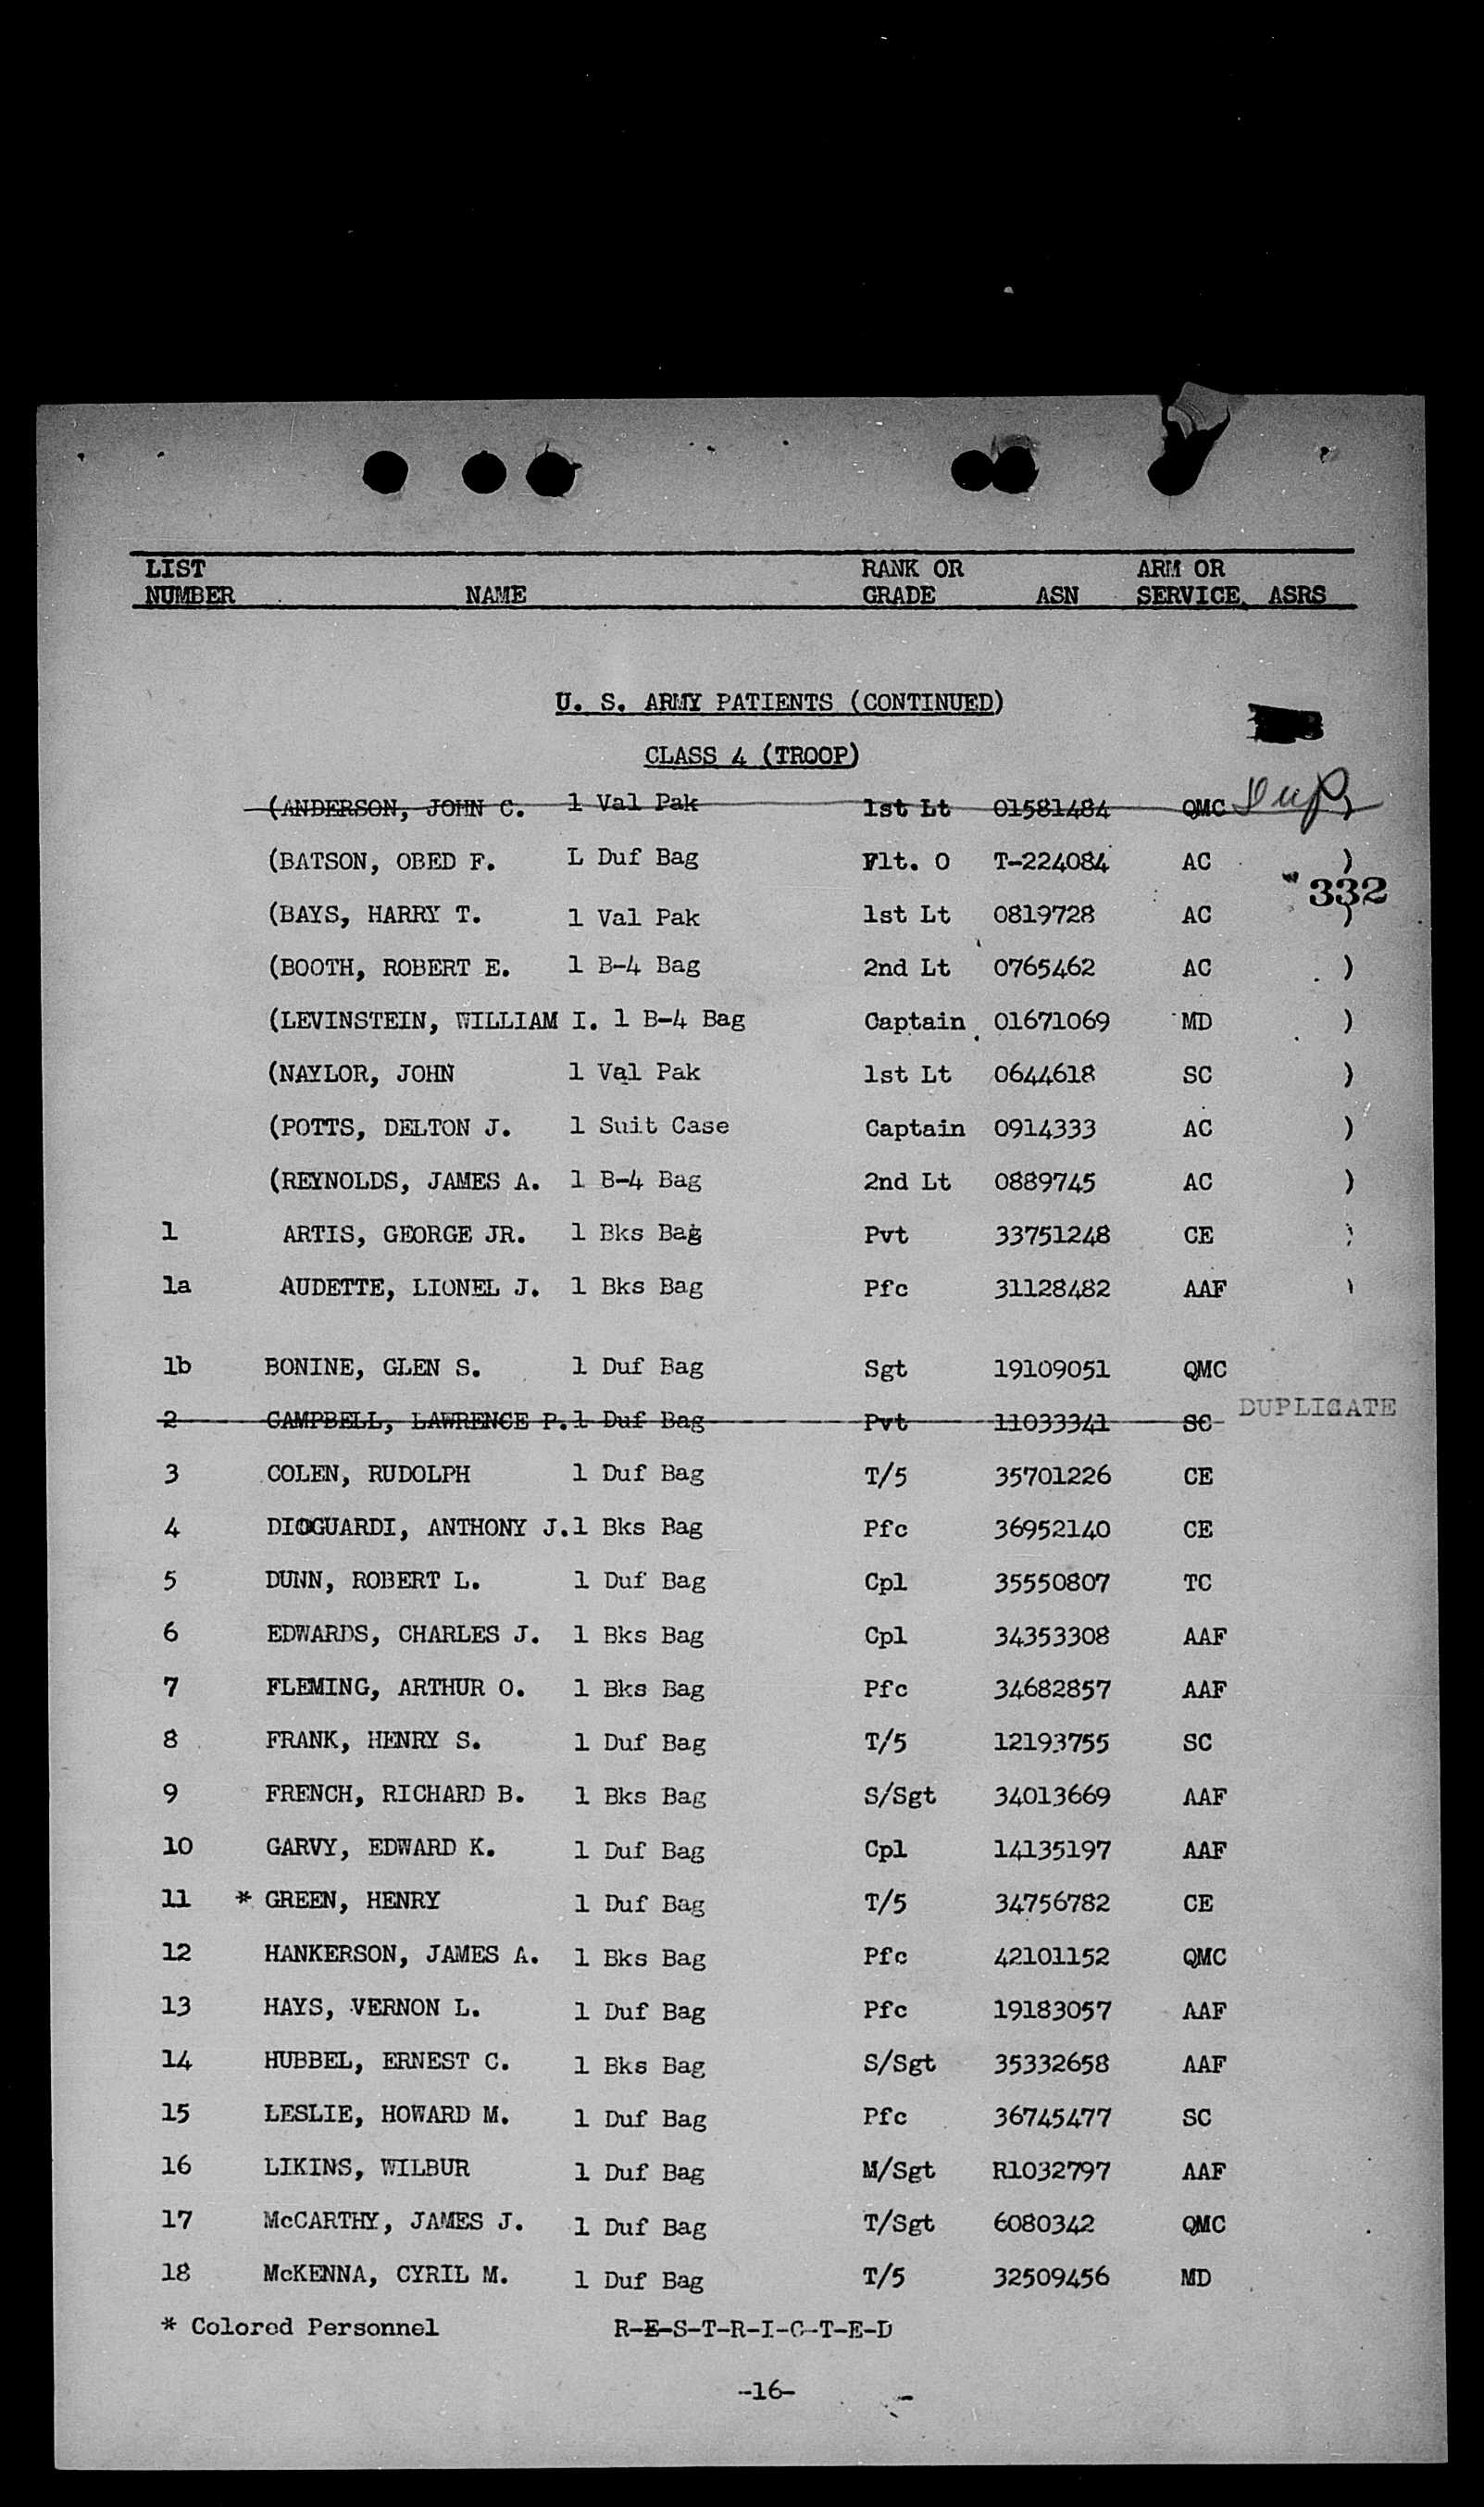 LIST NUMBER NAME RANK OR GRADE ASN ARM OR SERVICE ASRS
U. S. ARMY PATIENTS (CONTINUED)
CLASS 4 (TROOP)
(ANDERSON, JOHN C. 1 Val Pak 1st Lt 01581484 QMC Dup )
(BATSON, OBED F. L Duf Bag Flt. O T-224084 AC )
332
(BAYS, HARRY T. 1 Val Pak 1st Lt 0819728 AC )
(BOOTH, ROBERT E. 1 B-4 Bag 2nd Lt 0765462 AC )
(LEVINSTEIN, WILLIAM I. 1 B-4 Bag Captain 01671069 MD )
(NAYLOR, JOHN 1 Val Pak 1st Lt 0644618 SC )
(POTTS, DELTON J. 1 Suit Case Captain 0914333 AC )
(REYNOLDS, JAMES A. 1 B-4 Bag 2nd Lt 0889745 AC )
1 ARTIS, GEORGE JR. 1 Bks Bag Pvt 33751248 CE )
1a AUDETTE, LIONEL J. 1 Bks Bag Pfc 31128482 AAF )
1b BONINE, GLEN S. 1 Duf Bag Sgt 19109051 QMC
2 CAMPBELL, LAWRENCE P. 1 Duf Bag Pvt 11033341 SC DUPLICATE
3 COLEN, RUDOLPH 1 Duf Bag T/5 35701226 CE
4 DIOGUARDI, ANTHONY J. 1 Bks Bag Pfc 36952140 CE
5 DUNN, ROBERT L. 1 Duf Bag Cpl 35550807 TC
6 EDWARDS, CHARLES J. 1 Bks Bag Cpl 34353308 AAF
7 FLEMING, ARTHUR O. 1 Bks Bag Pfc 34682857 AAF
8 FRANK, HENRY S. 1 Duf Bag T/5 12193755 SC
9 FRENCH, RICHARD B. 1 Bks Bag S/Sgt 34013669 AAF
10 GARVY, EDWARD K. 1 Duf Bag Cpl 14135197 AAF
11 * GREEN, HENRY 1 Duf Bag T/5 34756782 CE
12 HANKERSON, JAMES A. 1 Bks Bag Pfc 42101152 QMC
13 HAYS, VERNON L. 1 Duf Bag Pfc 19183057 AAF
14 HUBBEL, ERNEST C. 1 Bks Bag S/Sgt 35332658 AAF
15 LESLIE, HOWARD M. 1 Duf Bag Pfc 36745477 SC
16 LIKINS, WILBUR 1 Duf Bag M/Sgt R1032797 AAF
17 McCARTHY, JAMES J. 1 Duf Bag T/Sgt 6080342 QMC
18 McKENNA, CYRIL M. 1 Duf Bag T/5 32509456 MD
* Colored Personnel R-E-S-T-R-I-C-T-E-D
-16-